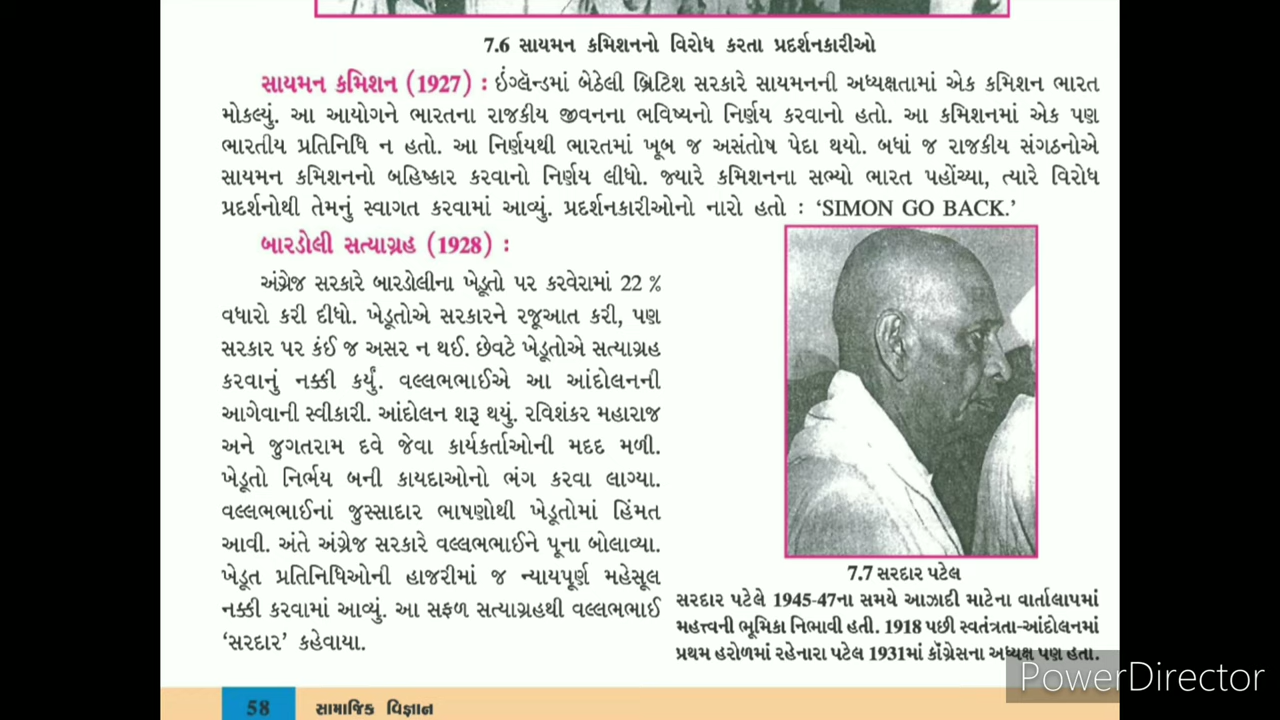 7.6 સાયમન કમિશનનો વિરોધ કરતા પ્રદર્શનકારીઓ
સાયમન કમિશન (1927) : ઇંગ્લૅન્ડમાં બેઠેલી બ્રિટિશ સરકારે સાયમનની અધ્યક્ષતામાં એક કમિશન ભારત
મોકલ્યું. આ આયોગને ભારતના રાજકીય જીવનના ભવિષ્યનો નિર્ણય કરવાનો હતો. આ કમિશનમાં એક પણ
ભારતીય પ્રતિનિધિ ન હતો. આ નિર્ણયથી ભારતમાં ખૂબ જ અસંતોષ પેદા થયો. બધાં જ રાજકીય સંગઠનોએ
સાયમન કમિશનનો બહિષ્કાર કરવાનો નિર્ણય લીધો. જ્યારે કમિશનના સભ્યો ભારત પહોંચ્યા, ત્યારે વિરોધ
પ્રદર્શનોથી તેમનું સ્વાગત કરવામાં આવ્યું. પ્રદર્શનકારીઓનો નારો હતો : ‘SIMON GO BACK.’
બારડોલી સત્યાગ્રહ (1928) :
અંગ્રેજ સરકારે બારડોલીના ખેડૂતો પર કરવેરામાં 22 %
વધારો કરી દીધો. ખેડૂતોએ સરકારને રજૂઆત કરી, પણ
સરકાર પર કંઈ જ અસર ન થઈ. છેવટે ખેડૂતોએ સત્યાગ્રહ
કરવાનું નક્કી કર્યું. વલ્લભભાઈએ આ આંદોલનની
આગેવાની સ્વીકારી. આંદોલન શરૂ થયું. રવિશંકર મહારાજ
અને જુગતરામ દવે જેવા કાર્યકર્તાઓની મદદ મળી.
ખેડૂતો નિર્ભય બની કાયદાઓનો ભંગ કરવા લાગ્યા.
વલ્લભભાઈનાં જુસ્સાદાર ભાષણોથી ખેડૂતોમાં હિંમત
આવી. અંતે અંગ્રેજ સરકારે વલ્લભભાઈને પૂના બોલાવ્યા.
ખેડૂત પ્રતિનિધિઓની હાજરીમાં જ ન્યાયપૂર્ણ મહેસૂલ
નક્કી કરવામાં આવ્યું. આ સફળ સત્યાગ્રહથી વલ્લભભાઈ
‘સરદાર’ કહેવાયા.
7.7 સરદાર પટેલ
સરદાર પટેલે 1945-47ના સમયે આઝાદી માટેના વાર્તાલાપમાં
મહત્ત્વની ભૂમિકા નિભાવી હતી. 1918 પછી સ્વતંત્રતા-આંદોલનમાં
પ્રથમ હરોળમાં રહેનારા પટેલ 1931માં કૉંગ્રેસના અધ્યક્ષ પણ હતા.
PowerDirector
58 સામાજિક વિજ્ઞાન